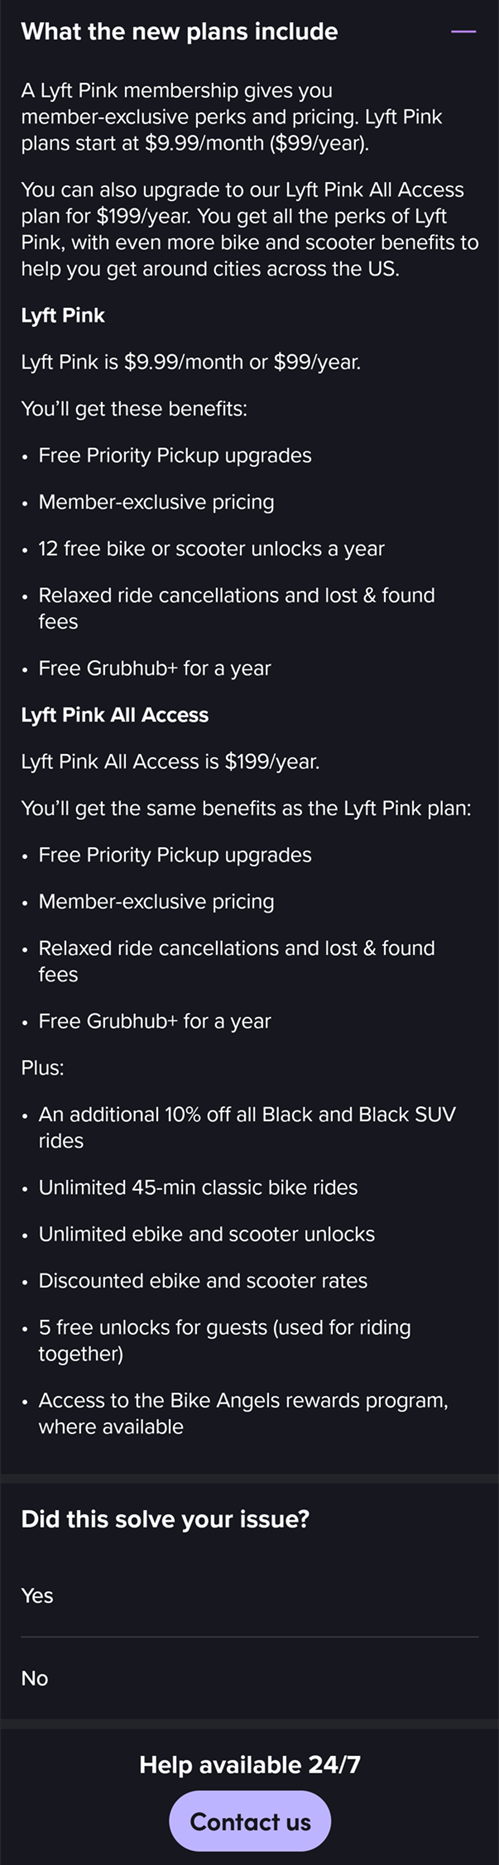 What the new plans include
A Lyft Pink membership gives you
member-exclusive perks and pricing. Lyft Pink
plans start at $9.99/month ($99/year).
You can also upgrade to our Lyft Pink All Access
plan for $199/year. You get all the perks of Lyft
Pink, with even more bike and scooter benefits to
help you get around cities across the US.
Lyft Pink
Lyft Pink is $9.99/month or $99/year.
You’ll get these benefits:
• Free Priority Pickup upgrades
• Member-exclusive pricing
• 12 free bike or scooter unlocks a year
• Relaxed ride cancellations and lost & found
fees
• Free Grubhub+ for a year
Lyft Pink All Access
Lyft Pink All Access is $199/year.
You’ll get the same benefits as the Lyft Pink plan:
• Free Priority Pickup upgrades
• Member-exclusive pricing
• Relaxed ride cancellations and lost & found
fees
• Free Grubhub+ for a year
Plus:
• An additional 10% off all Black and Black SUV
rides
• Unlimited 45-min classic bike rides
• Unlimited ebike and scooter unlocks
• Discounted ebike and scooter rates
• 5 free unlocks for guests (used for riding
together)
• Access to the Bike Angels rewards program,
where available
Did this solve your issue?
Yes
No
Help available 24/7
Contact us